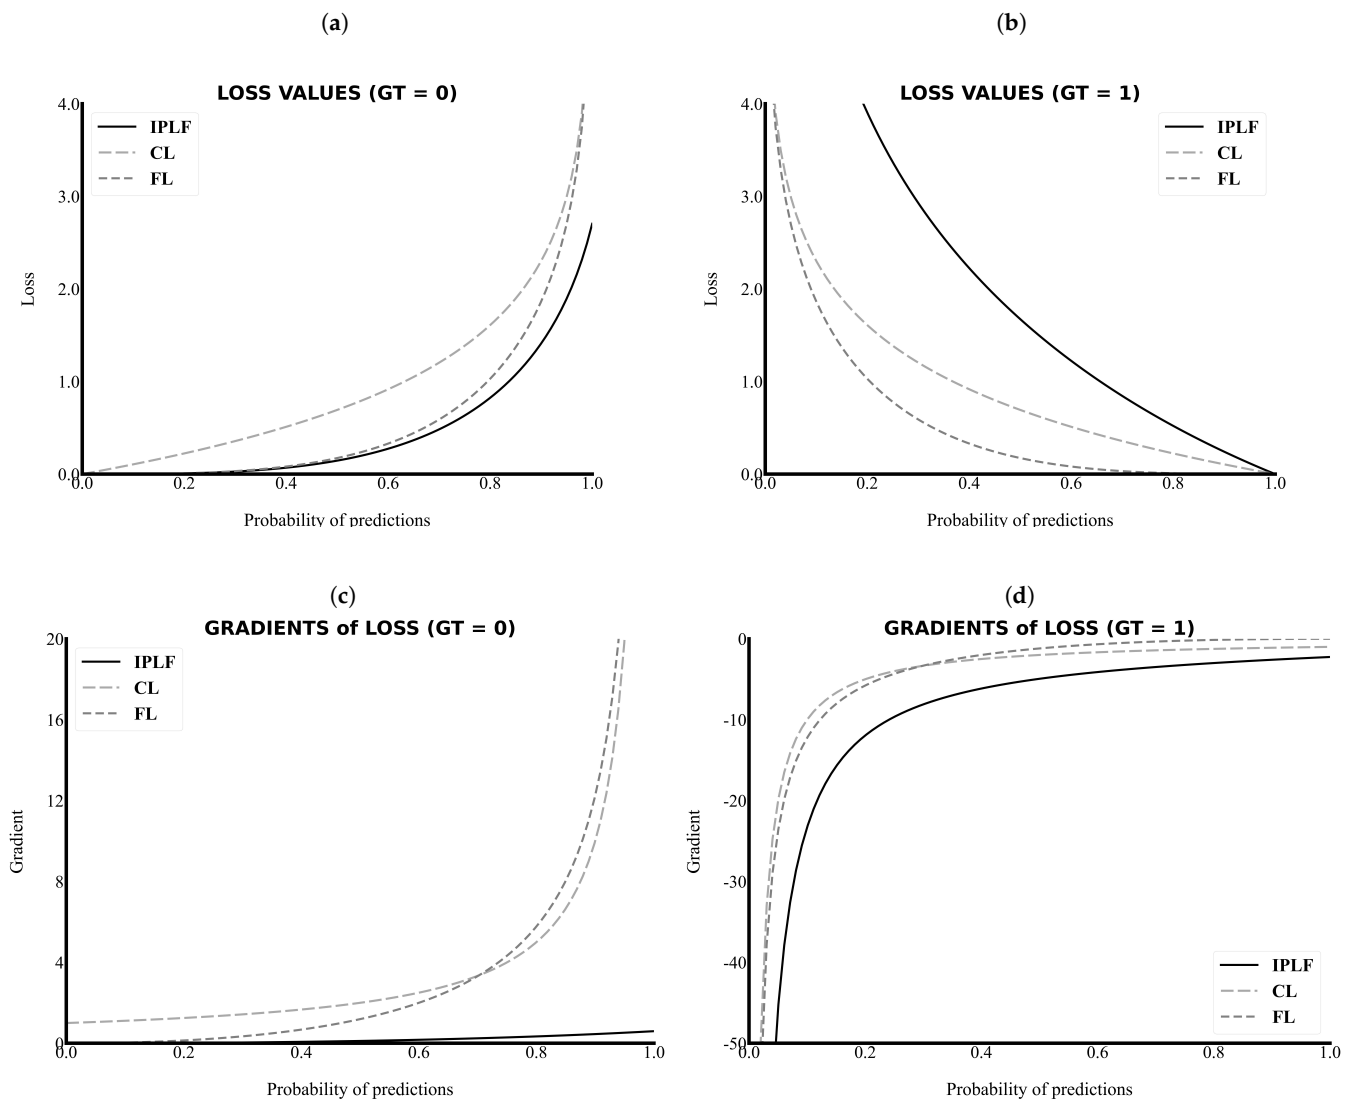 (a)
LOSS VALUES (GT = 0)
4.0
3.0
2.0
1.0
0.0
Loss
IPLF
CL
FL
0.0 0.2 0.4 0.6 0.8 1.0
Probability of predictions
(b)
LOSS VALUES (GT = 1)
4.0
3.0
2.0
1.0
0.0
Loss
IPLF
CL
FL
0.0 0.2 0.4 0.6 0.8 1.0
Probability of predictions
(c)
GRADIENTS of LOSS (GT = 0)
20
16
12
8
4
0
Gradient
IPLF
CL
FL
0.0 0.2 0.4 0.6 0.8 1.0
Probability of predictions
(d)
GRADIENTS of LOSS (GT = 1)
0
-10
-20
-30
-40
-50
Gradient
IPLF
CL
FL
0.0 0.2 0.4 0.6 0.8 1.0
Probability of predictions